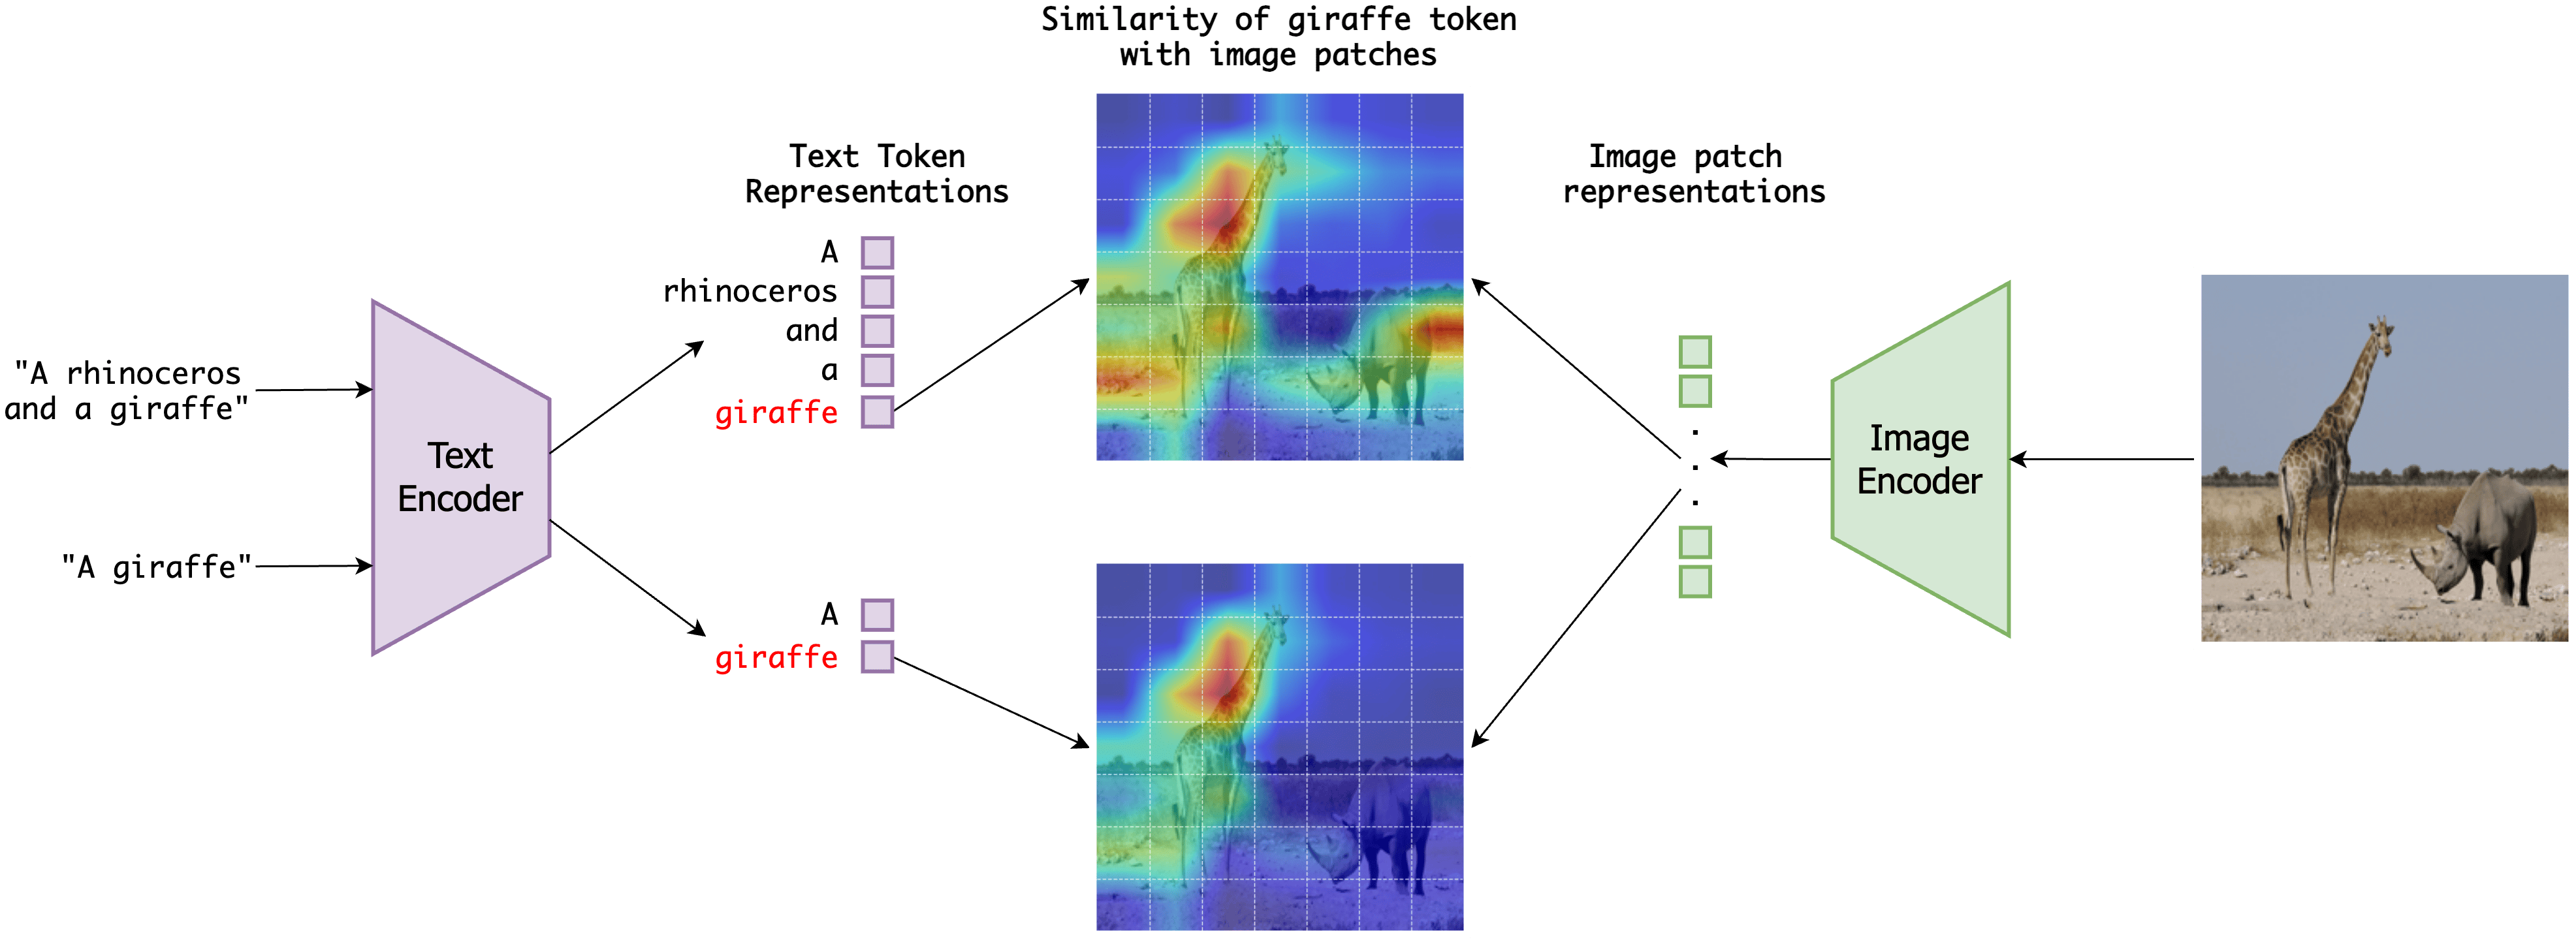 Similarity of giraffe token
with image patches
Text Token
Representations
Image patch
representations
A
rhinoceros
and
a
giraffe
"A rhinoceros
and a giraffe"
Text
Encoder
Image
Encoder
.
.
.
"A giraffe"
A
giraffe